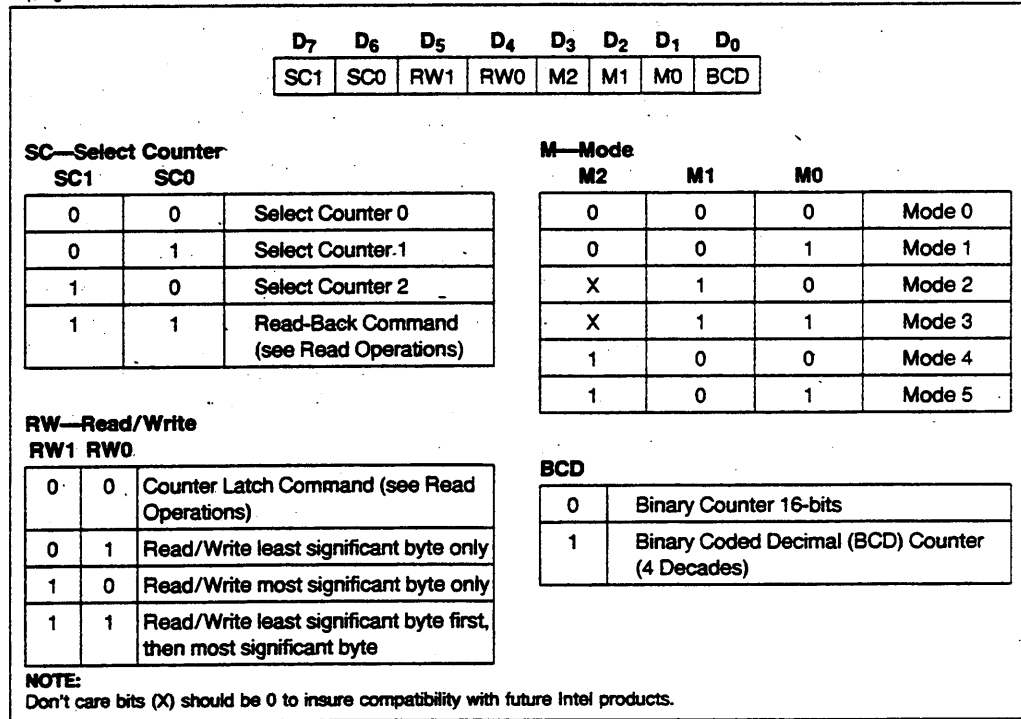 D7 D6 D5 D4 D3 D2 D1 D0
SC1 SC0 RW1 RW0 M2 M1 M0 BCD
SC—Select Counter
SC1 SC0
0 0 Select Counter 0
0 1 Select Counter 1
1 0 Select Counter 2
1 1 Read-Back Command
(see Read Operations)
RW—Read/Write
RW1 RW0
0 0 Counter Latch Command (see Read
Operations)
0 1 Read/Write least significant byte only
1 0 Read/Write most significant byte only
1 1 Read/Write least significant byte first,
then most significant byte
M—Mode
M2 M1 M0
0 0 0 Mode 0
0 0 1 Mode 1
X 1 0 Mode 2
X 1 1 Mode 3
1 0 0 Mode 4
1 0 1 Mode 5
BCD
0 Binary Counter 16-bits
1 Binary Coded Decimal (BCD) Counter
(4 Decades)
NOTE:
Don't care bits (X) should be 0 to insure compatibility with future Intel products.